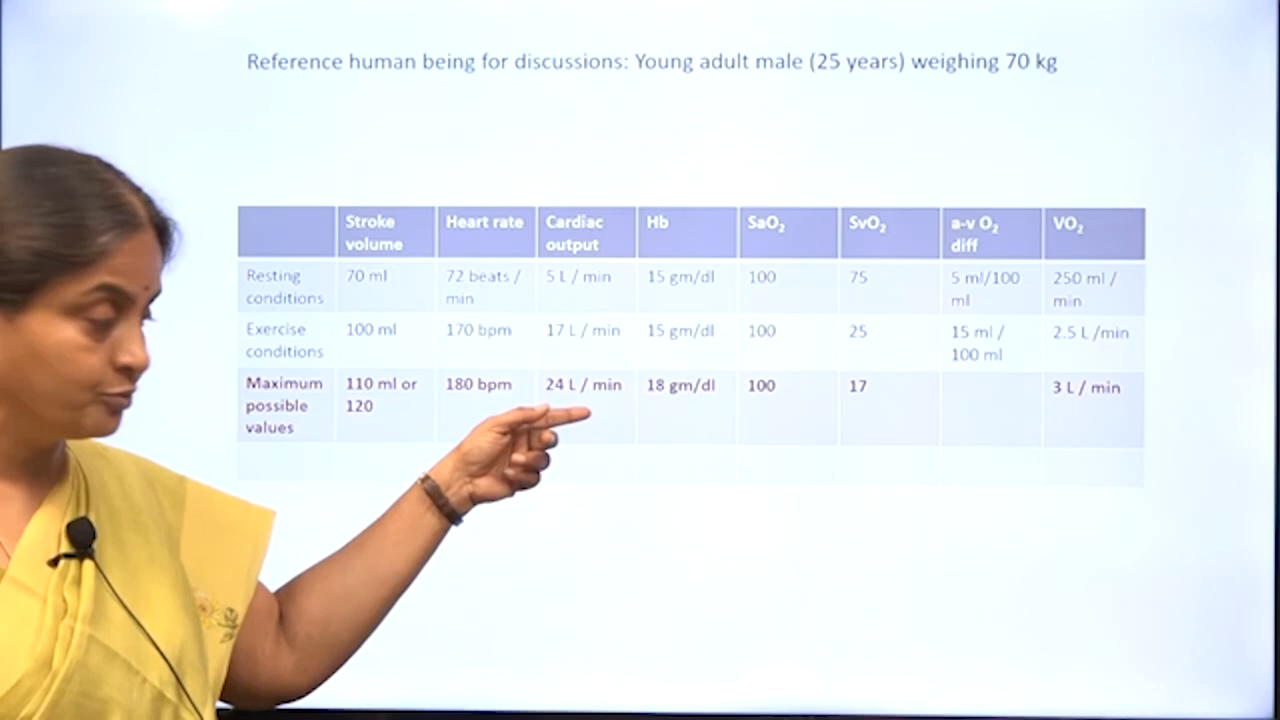 Reference human being for discussions: Young adult male (25 years) weighing 70 kg
Stroke volume
Heart rate
Cardiac output
Hb
SaO₂
SvO₂
a-v O₂ diff
VO₂
Resting conditions
70 ml
72 beats / min
5 L / min
15 gm/dl
100
75
5 ml/100 ml
250 ml / min
Exercise conditions
100 ml
170 bpm
17 L / min
15 gm/dl
100
25
15 ml / 100 ml
2.5 L /min
Maximum possible values
110 ml or 120
180 bpm
24 L / min
18 gm/dl
100
17
3 L / min